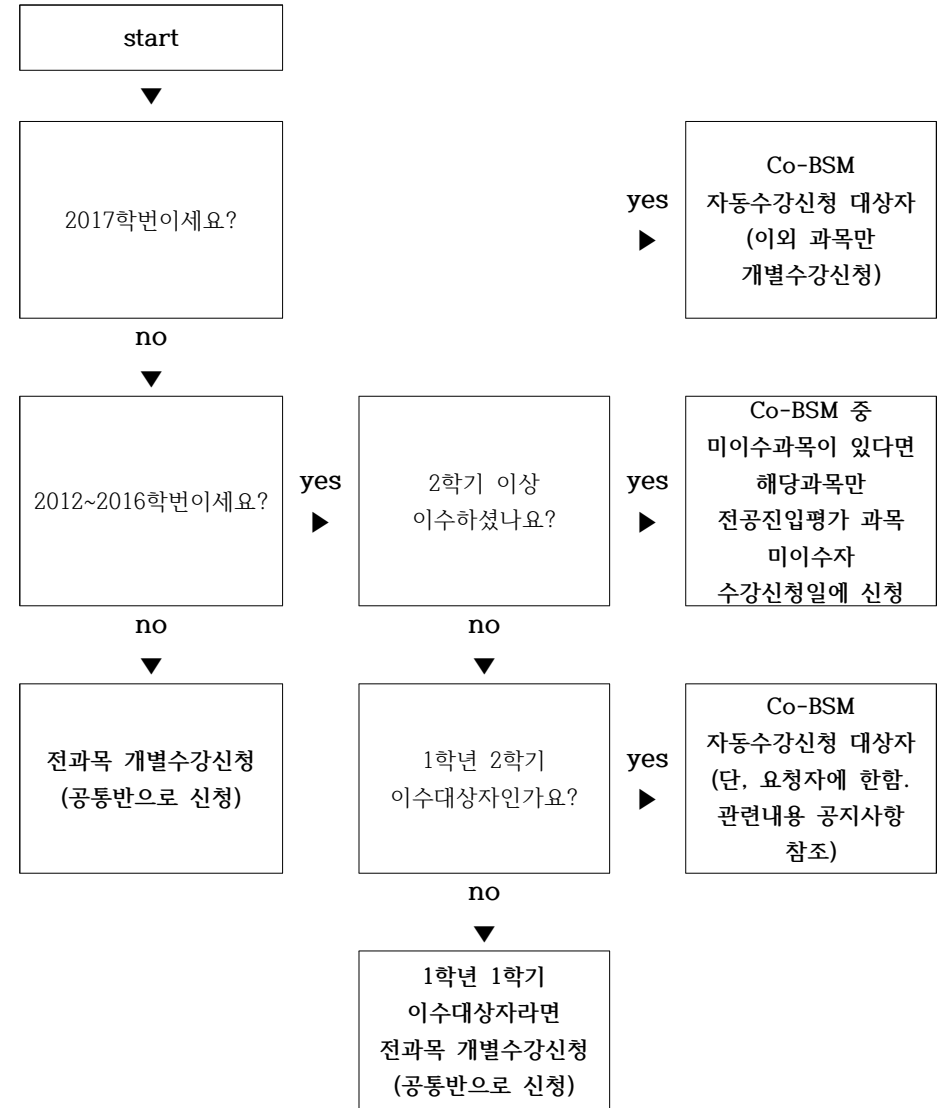 start
▼
2017학번이세요?
yes
▶
Co-BSM
자동수강신청 대상자
(이외 과목만
개별수강신청)
no
▼
2012~2016학번이세요?
yes
▶
2학기 이상
이수하셨나요?
yes
▶
Co-BSM 중
미이수과목이 있다면
해당과목만
전공진입평가 과목
미이수자
수강신청일에 신청
no
▼
no
▼
전과목 개별수강신청
(공통반으로 신청)
1학년 2학기
이수대상자인가요?
yes
▶
Co-BSM
자동수강신청 대상자
(단, 요청자에 한함.
관련내용 공지사항
참조)
no
▼
1학년 1학기
이수대상자라면
전과목 개별수강신청
(공통반으로 신청)